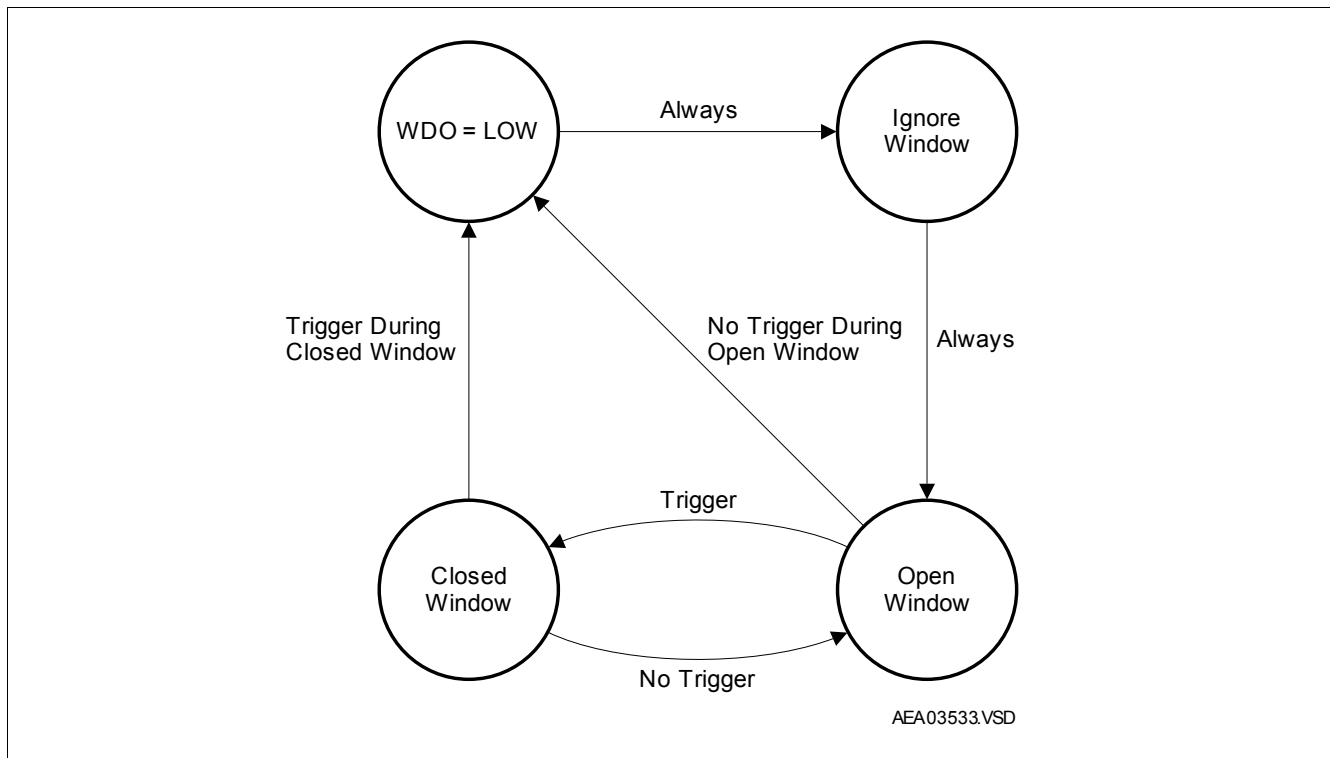 WDO = LOW
Always
Ignore
Window
Trigger During
Closed Window
No Trigger During
Open Window
Always
Trigger
Closed
Window
Open
Window
No Trigger
AEA03533.VSD